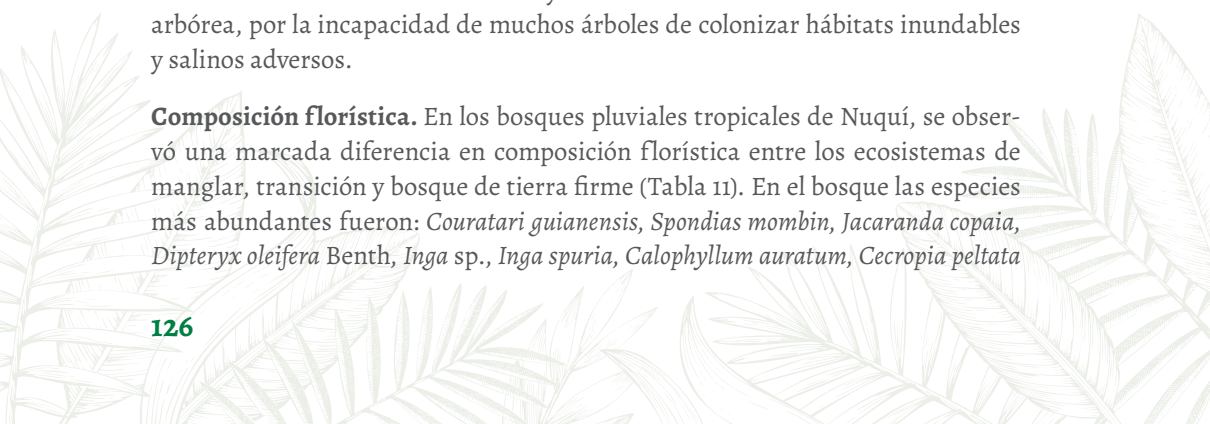 arbórea, por la incapacidad de muchos árboles de colonizar hábitats inundables
y salinos adversos.
Composición florística. En los bosques pluviales tropicales de Nuquí, se obser-
vó una marcada diferencia en composición florística entre los ecosistemas de
manglar, transición y bosque de tierra firme (Tabla 11). En el bosque las especies
más abundantes fueron: Couratari guianensis, Spondias mombin, Jacaranda copaia,
Dipteryx oleifera Benth, Inga sp., Inga spuria, Calophyllum auratum, Cecropia peltata
126